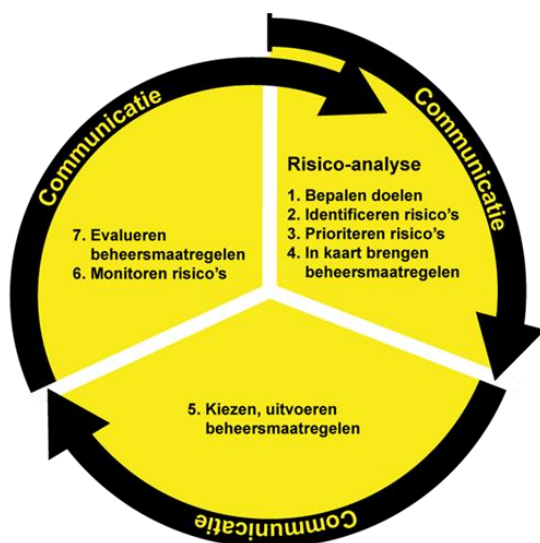 Communicatie
Communicatie
Risico-analyse
1. Bepalen doelen
2. Identificeren risico's
3. Prioriteren risico's
4. In kaart brengen
beheersmaatregelen
7. Evalueren
beheersmaatregelen
6. Monitoren risico's
5. Kiezen, uitvoeren
beheersmaatregelen
Communicatie